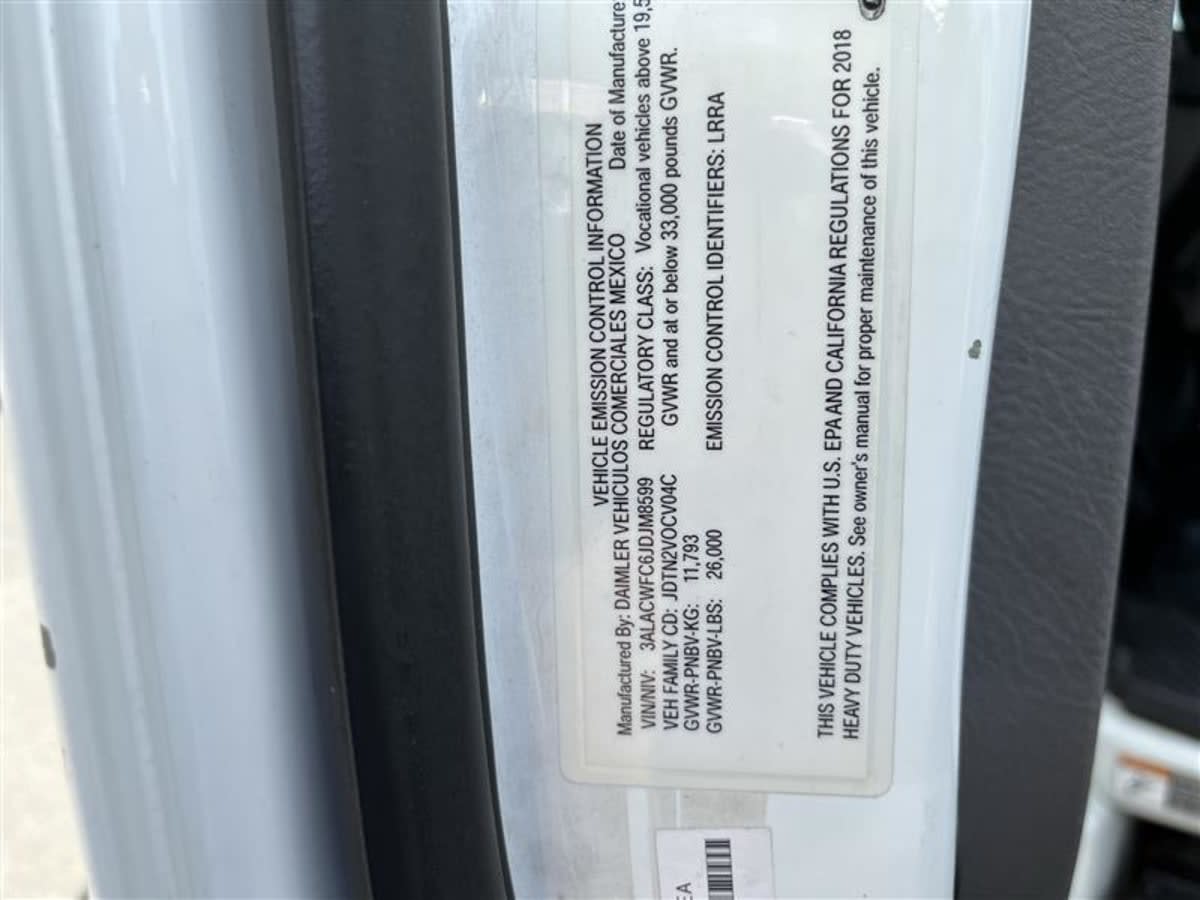 VEHICLE EMISSION CONTROL INFORMATION
Manufactured By: DAIMLER VEHICULOS COMERCIALES MEXICO Date of Manufacture
VIN/NIV: 3ALACWFC6JDJM8599 REGULATORY CLASS: Vocational vehicles above 19,5
VEH FAMILY CD: JDTN2VOCV04C GVWR and at or below 33,000 pounds GVWR.
GVWR-PNBV-KG: 11,793
GVWR-PNBV-LBS: 26,000 EMISSION CONTROL IDENTIFIERS: LRRA
THIS VEHICLE COMPLIES WITH U.S. EPA AND CALIFORNIA REGULATIONS FOR 2018
HEAVY DUTY VEHICLES. See owner's manual for proper maintenance of this vehicle.
EA